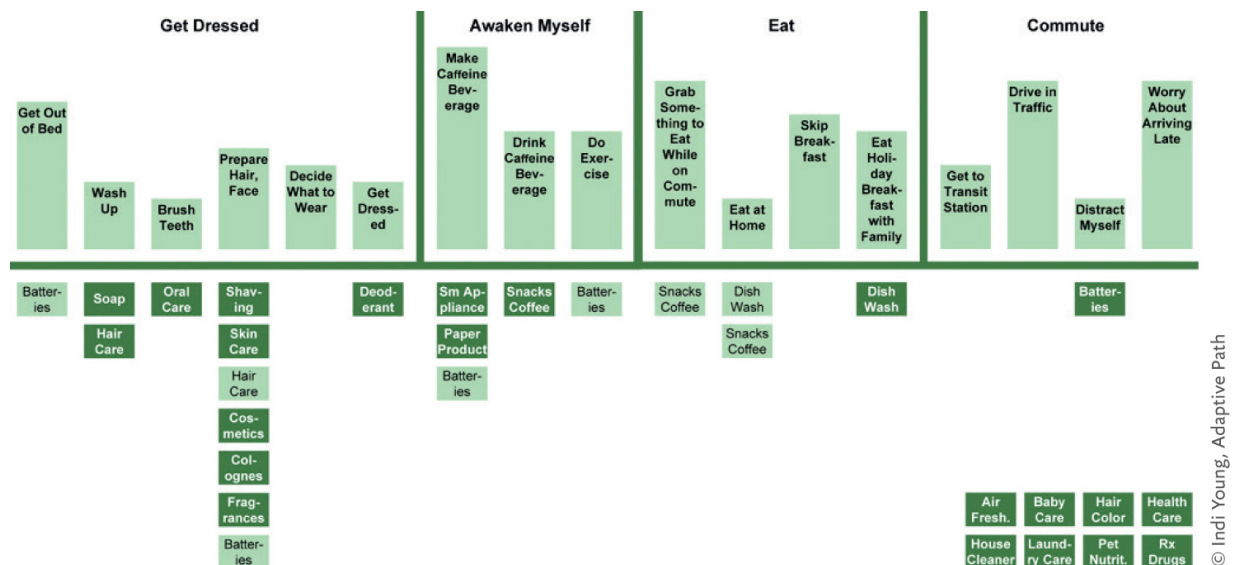 Get Dressed
Awaken Myself
Eat
Commute
Get Out
of Bed
Wash
Up
Brush
Teeth
Prepare
Hair,
Face
Decide
What to
Wear
Get
Dress-
ed
Make
Caffeine
Bev-
erage
Drink
Caffeine
Bev-
erage
Do
Exer-
cise
Grab
Some-
thing to
Eat
While
on
Com-
mute
Eat at
Home
Skip
Break-
fast
Eat
Holi-
day
Break-
fast
with
Family
Get to
Transit
Station
Drive in
Traffic
Distract
Myself
Worry
About
Arriving
Late
Batter-
ies
Soap
Hair
Care
Oral
Care
Shav-
ing
Skin
Care
Hair
Care
Cos-
metics
Col-
ognes
Frag-
rances
Batter-
ies
Deod-
erant
Sm Ap-
pliance
Paper
Product
Batter-
ies
Snacks
Coffee
Batter-
ies
Snacks
Coffee
Dish
Wash
Snacks
Coffee
Dish
Wash
Batter-
ies
Air
Fresh.
Baby
Care
Hair
Color
Health
Care
House
Cleaner
Laund-
ry Care
Pet
Nutrit.
Rx
Drugs
© Indi Young, Adaptive Path